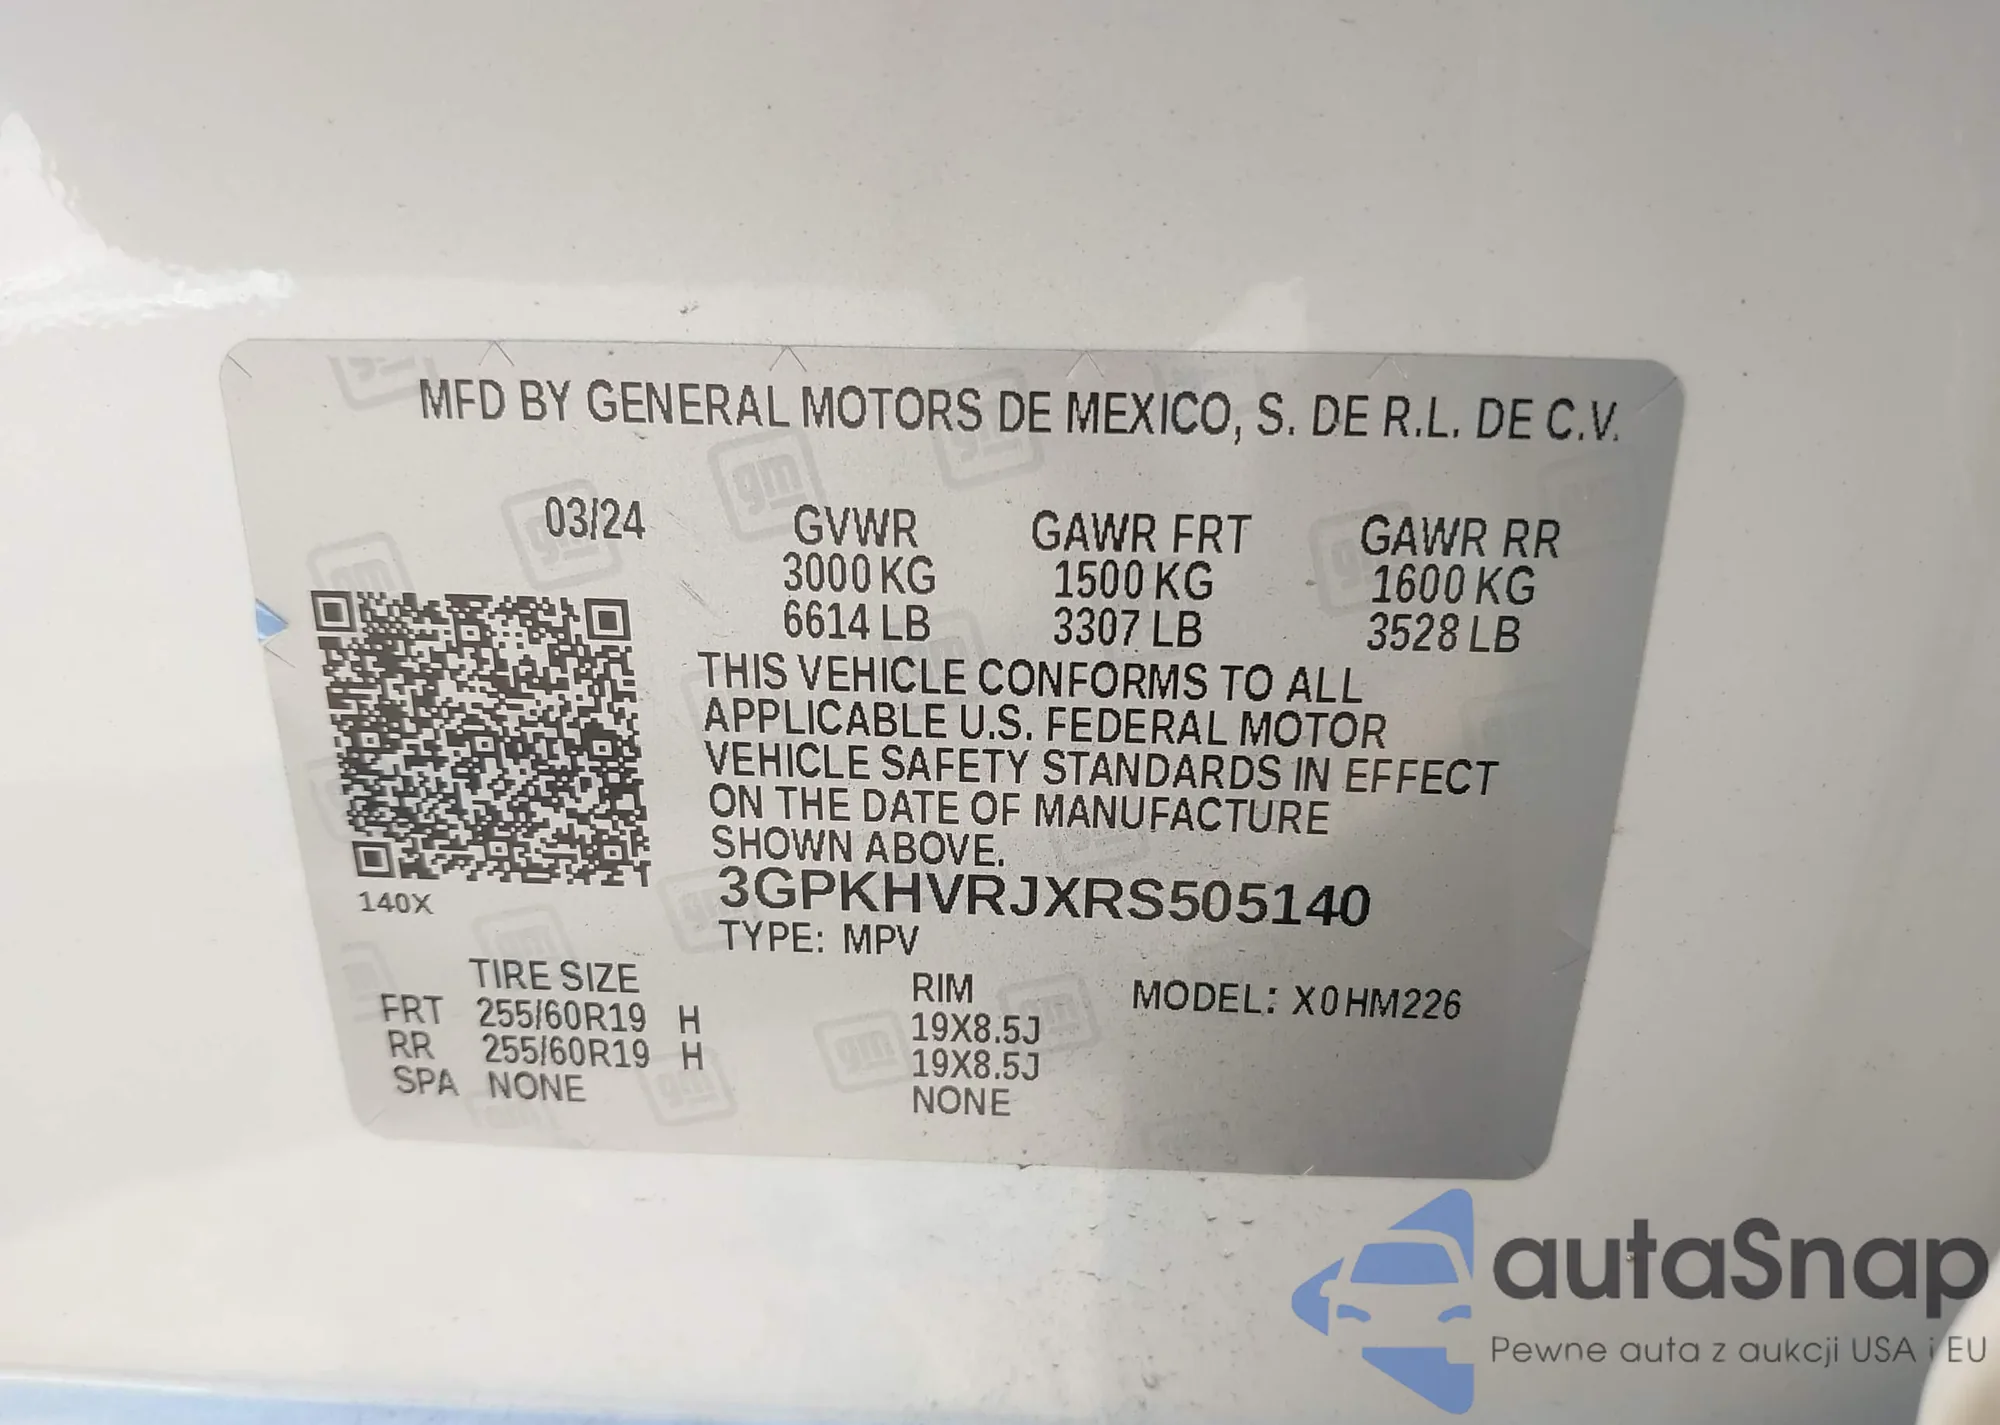 MFD BY GENERAL MOTORS DE MEXICO, S. DE R.L. DE C.V.
03/24 GVWR GAWR FRT GAWR RR
3000 KG 1500 KG 1600 KG
6614 LB 3307 LB 3528 LB
THIS VEHICLE CONFORMS TO ALL
APPLICABLE U.S. FEDERAL MOTOR
VEHICLE SAFETY STANDARDS IN EFFECT
ON THE DATE OF MANUFACTURE
SHOWN ABOVE.
3GPKHVRJXRS505140
140X
TYPE: MPV
TIRE SIZE RIM MODEL: X0HM226
FRT 255/60R19 H 19X8.5J
RR 255/60R19 H 19X8.5J
SPA NONE NONE
autaSnap
Pewne auta z aukcji USA i EU